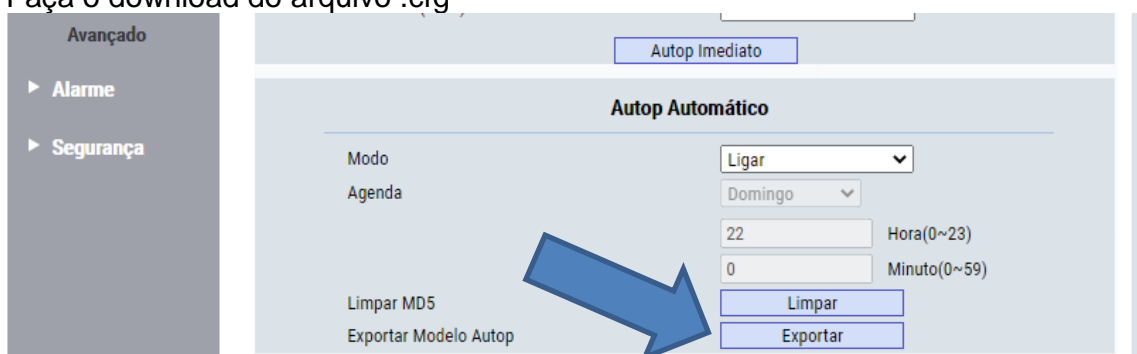 Faça o download do arquivo .cfg
Avançado
Alarme
Segurança
Autop Imediato
Autop Automático
Modo
Ligar
Agenda
Domingo
22
Hora(0~23)
0
Minuto(0~59)
Limpar MD5
Limpar
Exportar Modelo Autop
Exportar